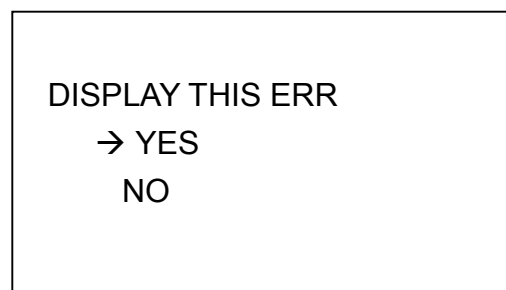 DISPLAY THIS ERR
→ YES
NO